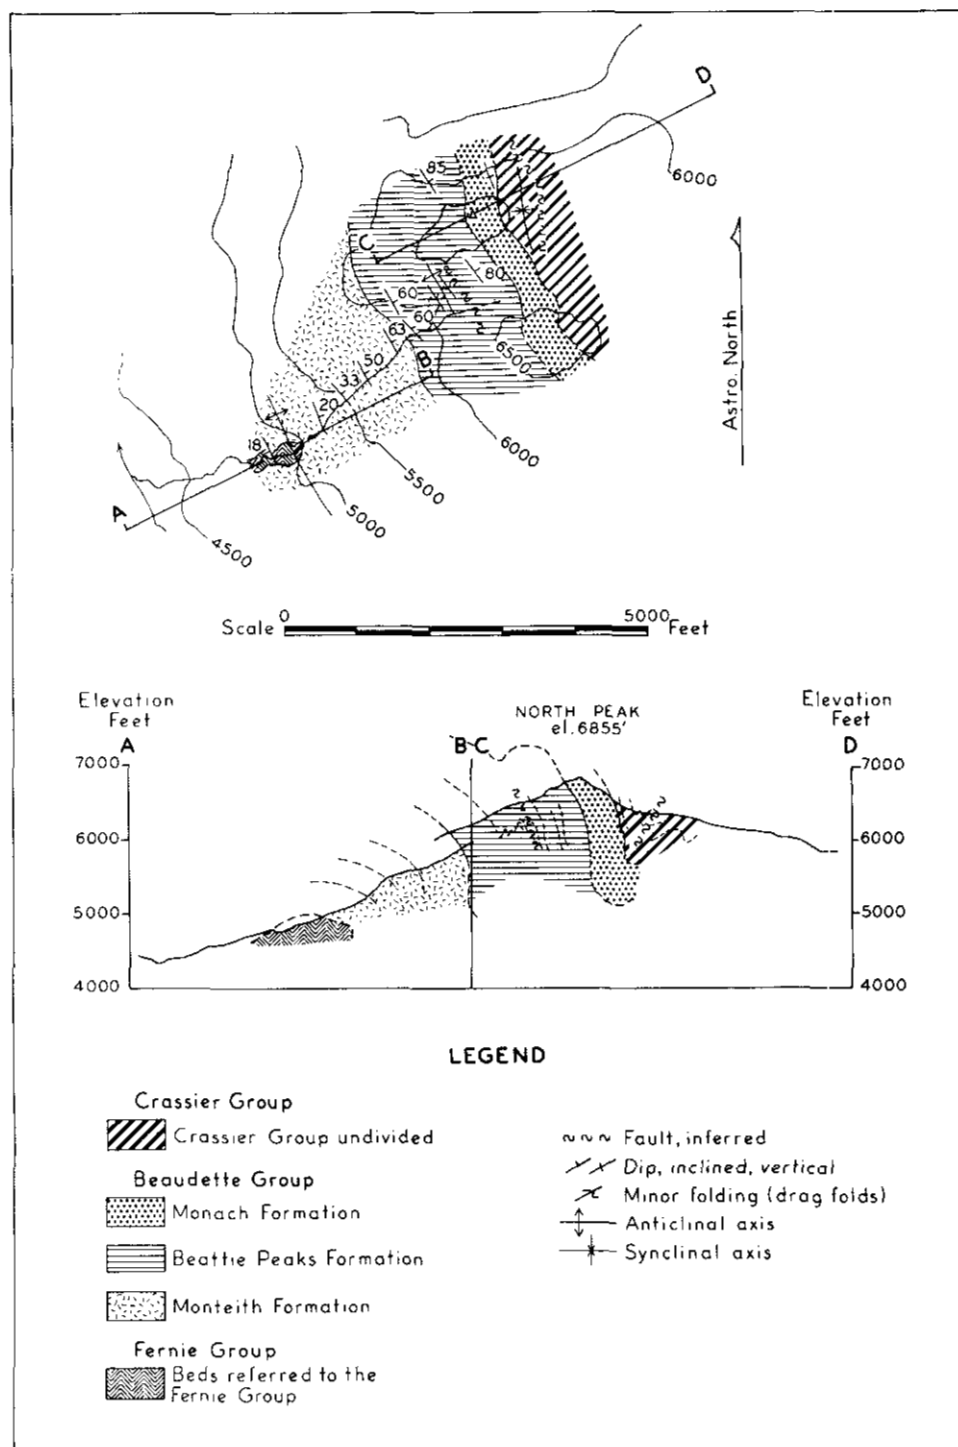 D
6000
85
C
80
60
60
63
B
6500
50
33
20
18
6000
5500
5000
A
4500
Astro. North
Scale 0 5000 Feet
Elevation Feet
A
NORTH PEAK
el. 6855'
B C
Elevation Feet
D
7000
6000
5000
4000
7000
6000
5000
4000
LEGEND
Crassier Group
Crassier Group undivided
Beaudette Group
Monach Formation
Beattie Peaks Formation
Monteith Formation
Fernie Group
Beds referred to the
Fernie Group
Fault, inferred
Dip, inclined, vertical
Minor folding (drag folds)
Anticlinal axis
Synclinal axis